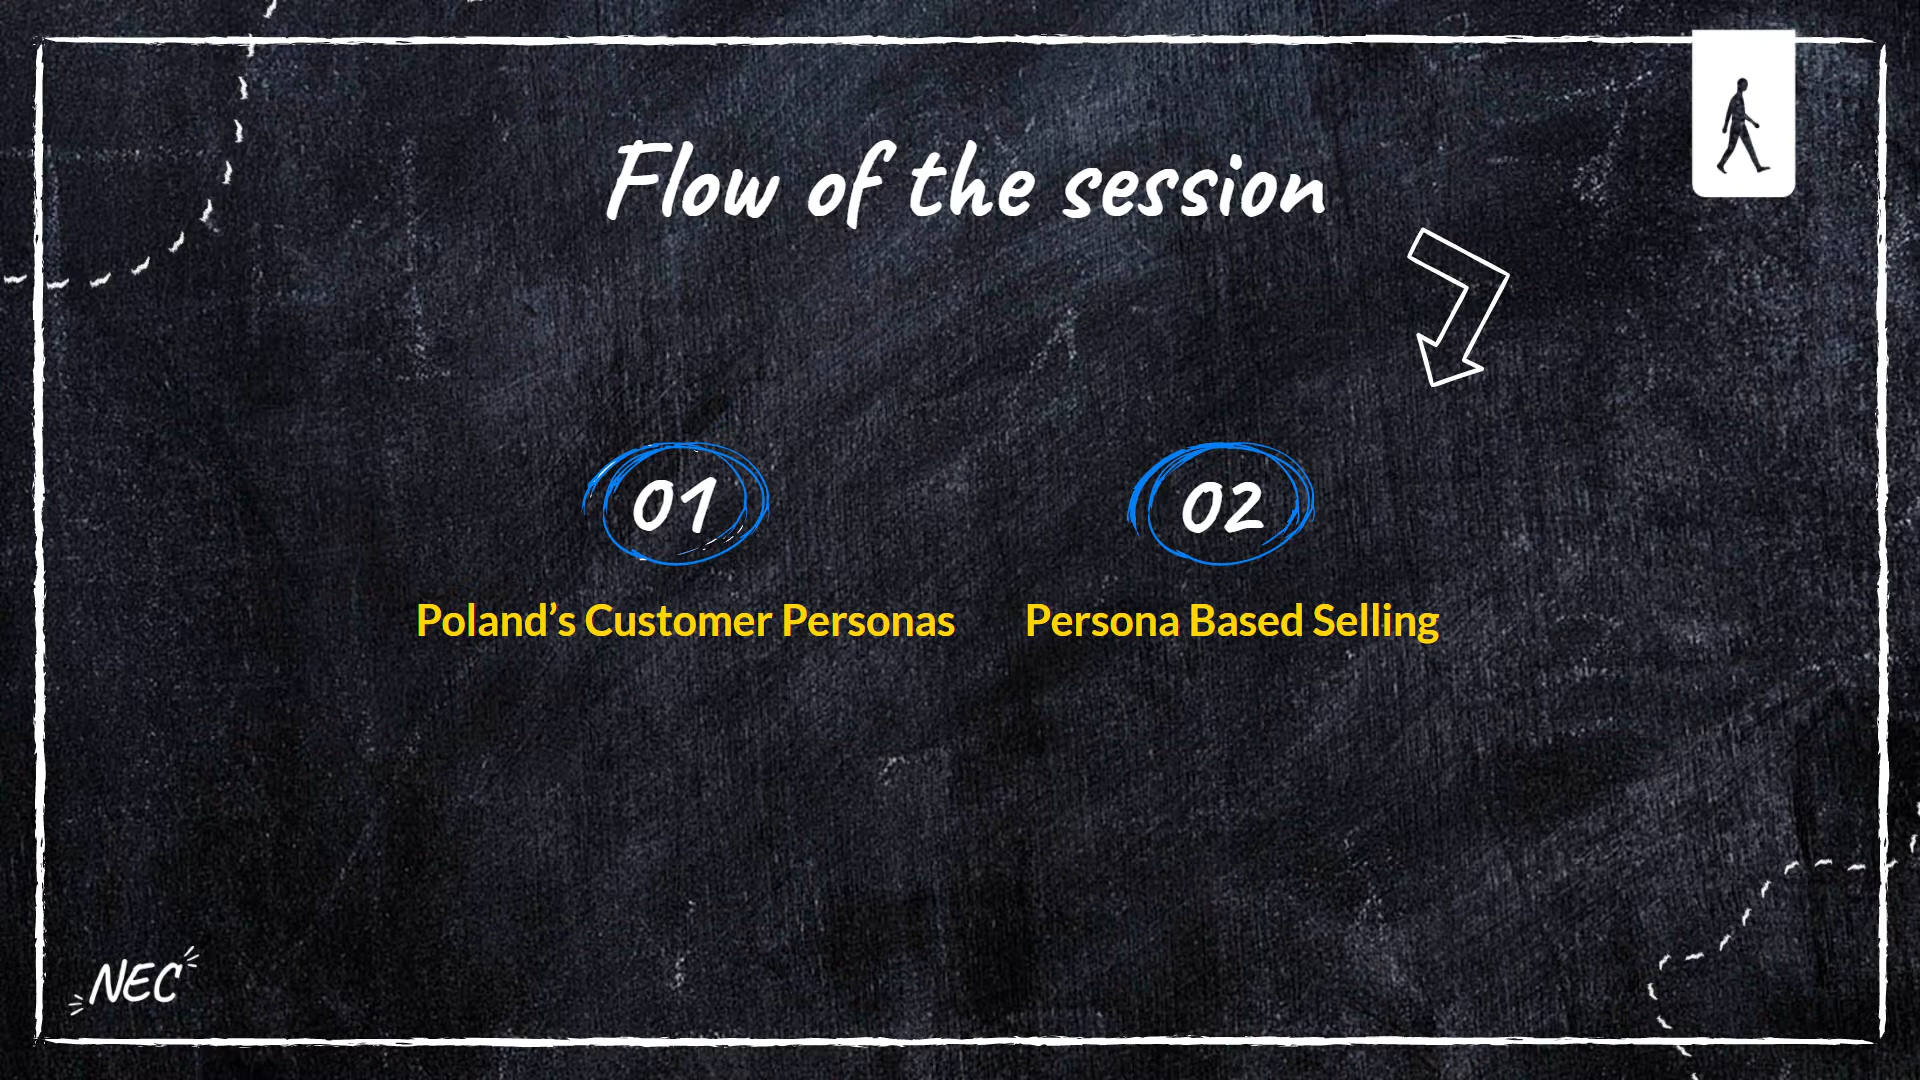 Flow of the session
01
02
Poland’s Customer Personas
Persona Based Selling
NEC